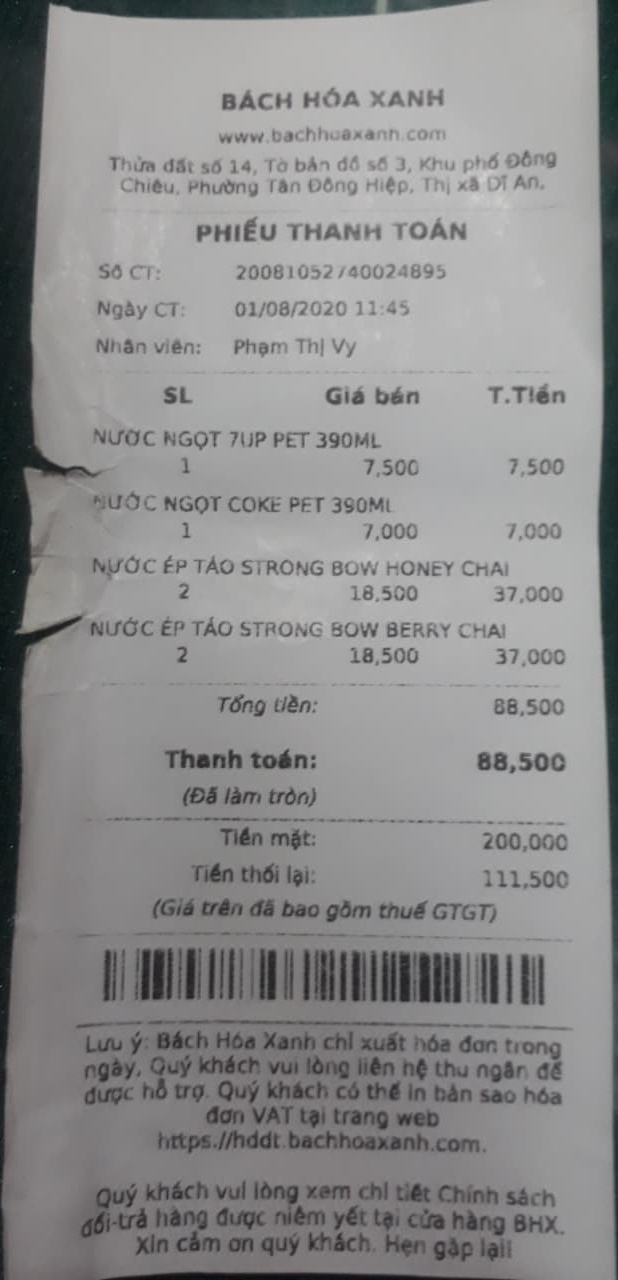 BÁCH HÓA XANH
www.bachhoaxanh.com
Thửa đất số 14, Tờ bản đồ số 3, Khu phố Đông
Chiêu, Phường Tân Đông Hiệp, Thị xã Dĩ An,
PHIẾU THANH TOÁN
Số CT: 20081052740024895
Ngày CT: 01/08/2020 11:45
Nhân viên: Phạm Thị Vy
SL Giá bán T.Tiền
NƯỚC NGỌT 7UP PET 390ML
1 7,500 7,500
NƯỚC NGỌT COKE PET 390ML
1 7,000 7,000
NƯỚC ÉP TÁO STRONG BOW HONEY CHAI
2 18,500 37,000
NƯỚC ÉP TÁO STRONG BOW BERRY CHAI
2 18,500 37,000
Tổng tiền: 88,500
Thanh toán: 88,500
(Đã làm tròn)
Tiền mặt: 200,000
Tiền thối lại: 111,500
(Giá trên đã bao gồm thuế GTGT)
Lưu ý: Bách Hóa Xanh chỉ xuất hóa đơn trong
ngày, Quý khách vui lòng liên hệ thu ngân để
được hỗ trợ. Quý khách có thể in bản sao hóa
đơn VAT tại trang web
https://hddt.bachhoaxanh.com.
Quý khách vui lòng xem chi tiết Chính sách
đổi-trả hàng được niêm yết tại cửa hàng BHX.
Xin cảm ơn quý khách. Hẹn gặp lại!